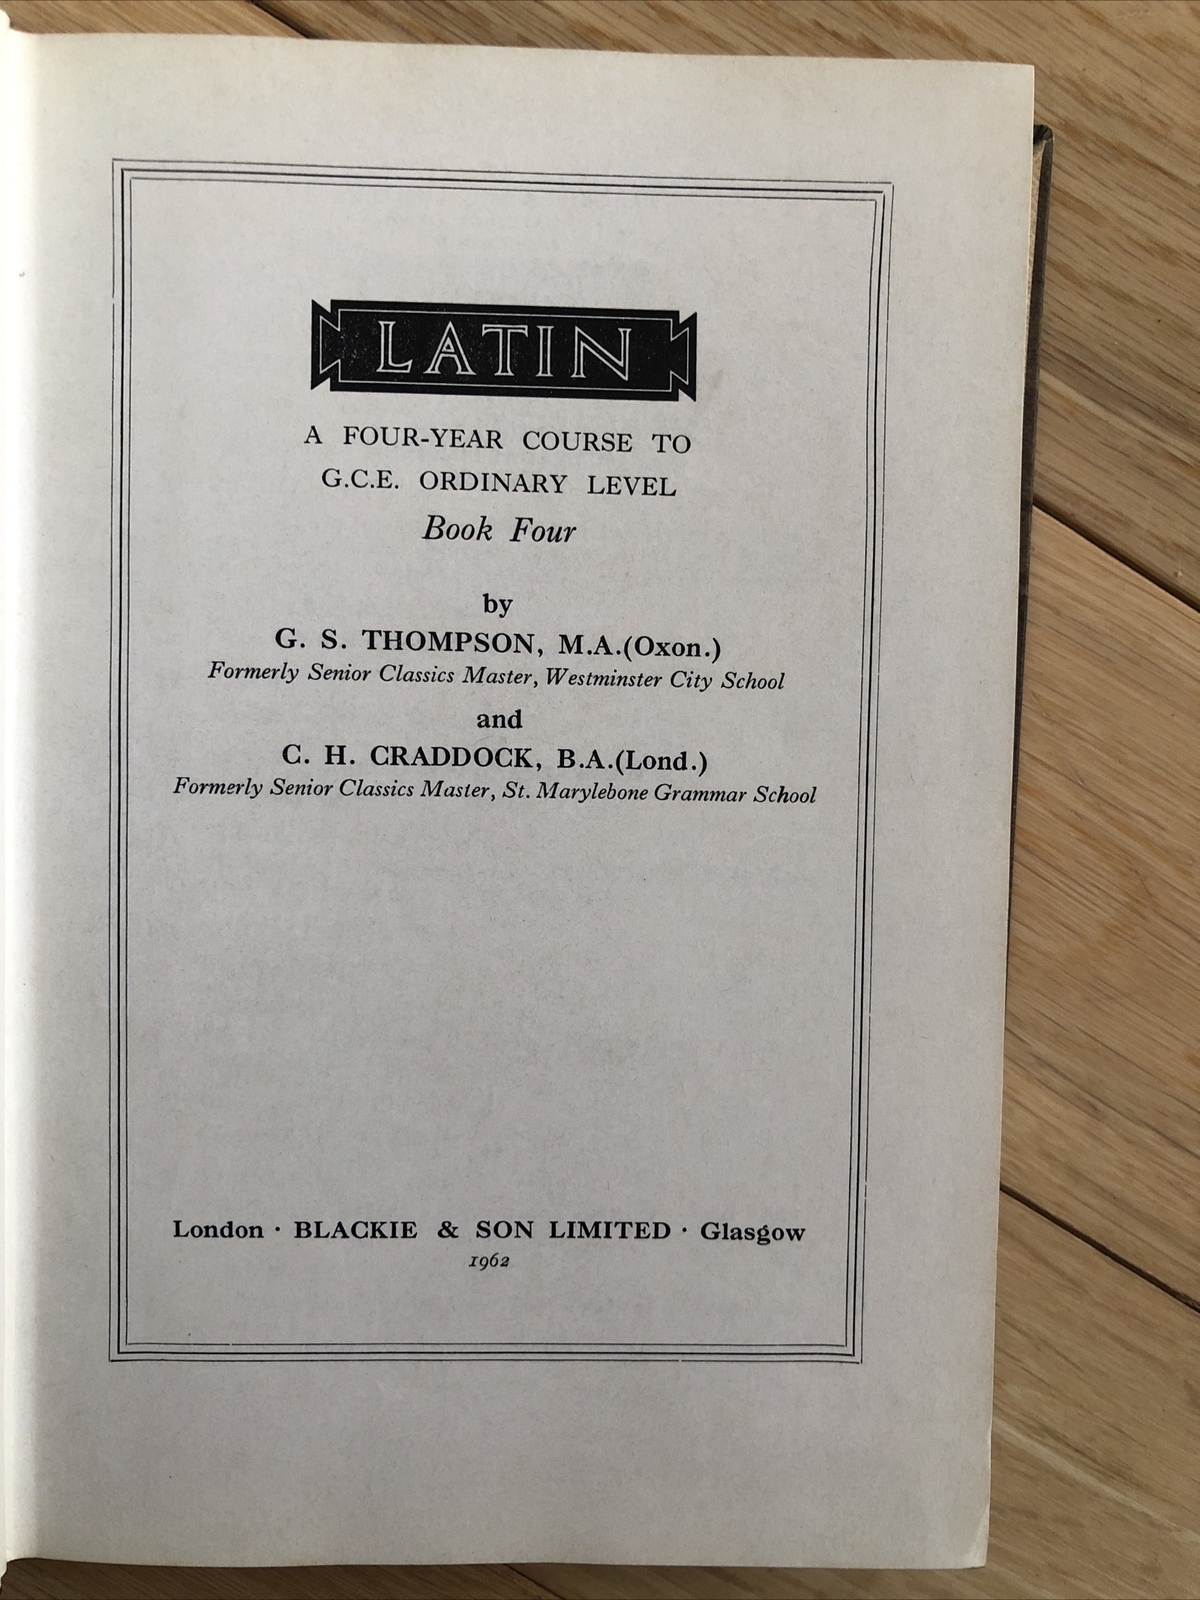 LATIN
A FOUR-YEAR COURSE TO
G.C.E. ORDINARY LEVEL
Book Four
by
G. S. THOMPSON, M.A.(Oxon.)
Formerly Senior Classics Master, Westminster City School
and
C. H. CRADDOCK, B.A.(Lond.)
Formerly Senior Classics Master, St. Marylebone Grammar School
London · BLACKIE & SON LIMITED · Glasgow
1962